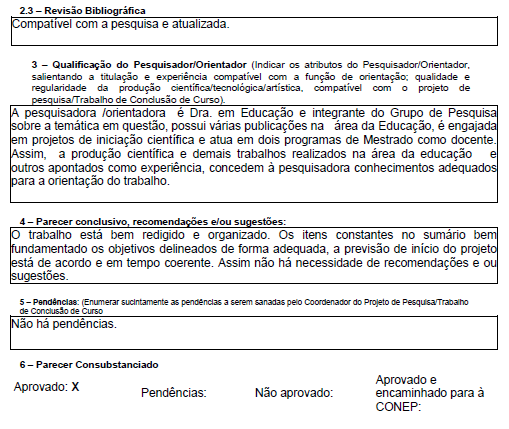 2.3 – Revisão Bibliográfica
Compatível com a pesquisa e atualizada.
3 – Qualificação do Pesquisador/Orientador (Indicar os atributos do Pesquisador/Orientador,
salientando a titulação e experiência compatível com a função de orientação; qualidade e
regularidade da produção científica/tecnológica/artística, compatível com o projeto de
pesquisa/Trabalho de Conclusão de Curso).
A pesquisadora /orientadora é Dra. em Educação e integrante do Grupo de Pesquisa
sobre a temática em questão, possui várias publicações na área da Educação, é engajada
em projetos de iniciação científica e atua em dois programas de Mestrado como docente.
Assim, a produção científica e demais trabalhos realizados na área da educação e
outros apontados como experiência, concedem à pesquisadora conhecimentos adequados
para a orientação do trabalho.
4 – Parecer conclusivo, recomendações e/ou sugestões:
O trabalho está bem redigido e organizado. Os itens constantes no sumário bem
fundamentado os objetivos delineados de forma adequada, a previsão de início do projeto
está de acordo e em tempo coerente. Assim não há necessidade de recomendações e ou
sugestões.
5 – Pendências: (Enumerar sucintamente as pendências a serem sanadas pelo Coordenador do Projeto de Pesquisa/Trabalho
de Conclusão de Curso
Não há pendências.
6 – Parecer Consubstanciado
Aprovado: X
Pendências:
Não aprovado:
Aprovado e
encaminhado para à
CONEP: